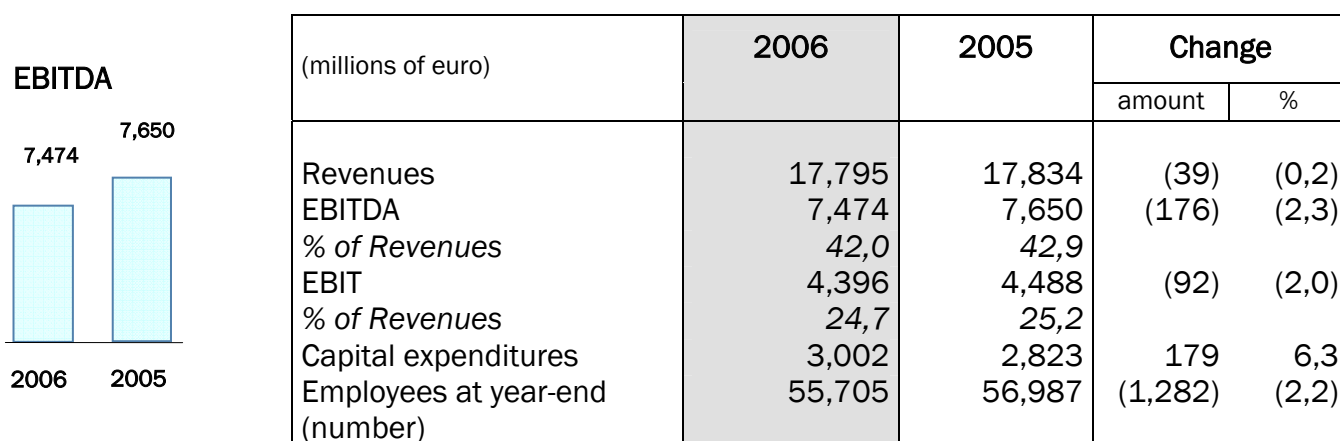 EBITDA
7,650
7,474
2006 2005
(millions of euro) 2006 2005 Change
amount %
Revenues 17,795 17,834 (39) (0,2)
EBITDA 7,474 7,650 (176) (2,3)
% of Revenues 42,0 42,9
EBIT 4,396 4,488 (92) (2,0)
% of Revenues 24,7 25,2
Capital expenditures 3,002 2,823 179 6,3
Employees at year-end 55,705 56,987 (1,282) (2,2)
(number)